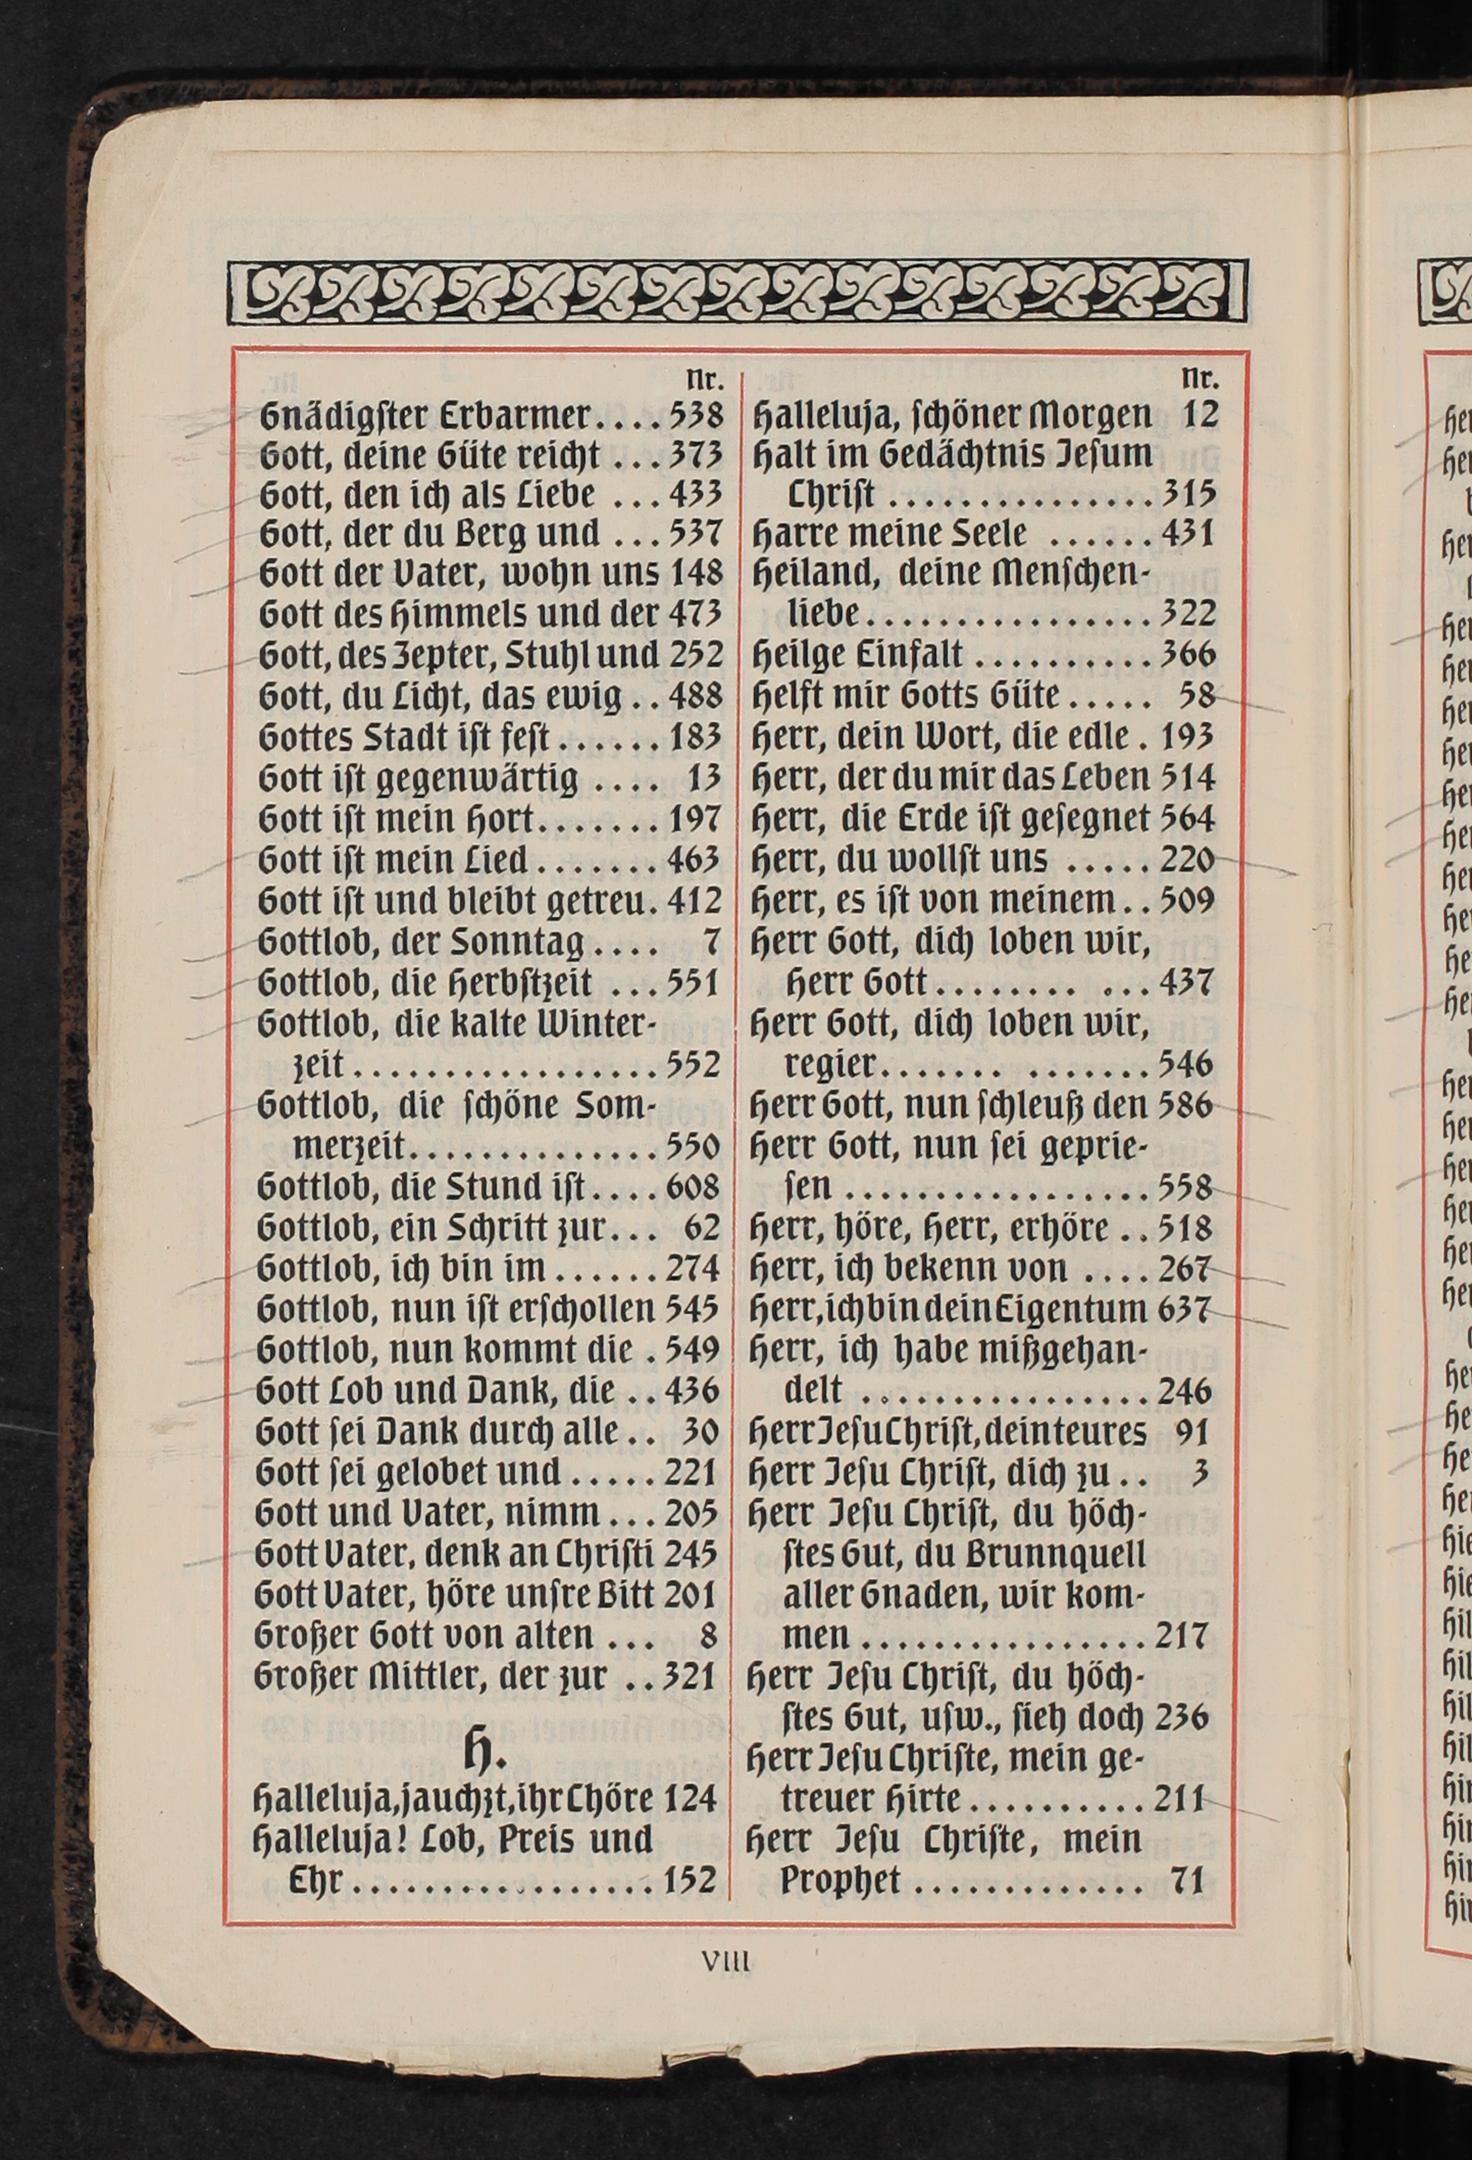 Nr.
Gnädigſter Erbarmer....538
Gott, deine Güte reicht ...373
Gott, den ich als Liebe ...433
Gott, der du Berg und ...537
Gott der Vater, wohn uns 148
Gott des Himmels und der 473
Gott, des Zepter, Stuhl und 252
Gott, du Licht, das ewig ..488
Gottes Stadt iſt feſt......183
Gott iſt gegenwärtig .... 13
Gott iſt mein Hort.......197
Gott iſt mein Lied.......463
Gott iſt und bleibt getreu.412
Gottlob, der Sonntag.... 7
Gottlob, die Herbſtzeit ...551
Gottlob, die kalte Winter-
zeit.................552
Gottlob, die ſchöne Som-
merzeit..............550
Gottlob, die Stund iſt....608
Gottlob, ein Schritt zur... 62
Gottlob, ich bin im......274
Gottlob, nun iſt erſchollen 545
Gottlob, nun kommt die .549
Gott Lob und Dank, die ..436
Gott ſei Dank durch alle.. 30
Gott ſei gelobet und.....221
Gott und Vater, nimm...205
Gott Vater, denk an Chriſti 245
Gott Vater, höre unſre Bitt 201
Großer Gott von alten ... 8
Großer Mittler, der zur ..321
H.
Halleluja, jauchzt, ihr Chöre 124
Halleluja! Lob, Preis und
Ehr.................152
Nr.
Halleluja, ſchöner Morgen 12
Halt im Gedächtnis Jeſum
Chriſt ...............315
Harre meine Seele ......431
Heiland, deine Menſchen-
liebe................322
Heilge Einfalt ..........366
Helft mir Gotts Güte..... 58
Herr, dein Wort, die edle .193
Herr, der du mir das Leben 514
Herr, die Erde iſt geſegnet 564
Herr, du wollſt uns .....220
Herr, es iſt von meinem..509
Herr Gott, dich loben wir,
Herr Gott........ ...437
Herr Gott, dich loben wir,
regier....... .......546
Herr Gott, nun ſchleuß den 586
Herr Gott, nun ſei geprie-
ſen .................558
Herr, höre, Herr, erhöre ..518
Herr, ich bekenn von ....267
Herr, ich bin dein Eigentum 637
Herr, ich habe mißgehan-
delt ................246
Herr Jeſu Chriſt, dein teures 91
Herr Jeſu Chriſt, dich zu.. 3
Herr Jeſu Chriſt, du höch-
ſtes Gut, du Brunnquell
aller Gnaden, wir kom-
men ................217
Herr Jeſu Chriſt, du höch-
ſtes Gut, uſw., ſieh doch 236
Herr Jeſu Chriſte, mein ge-
treuer Hirte..........211
Herr Jeſu Chriſte, mein
Prophet ............. 71
VIII